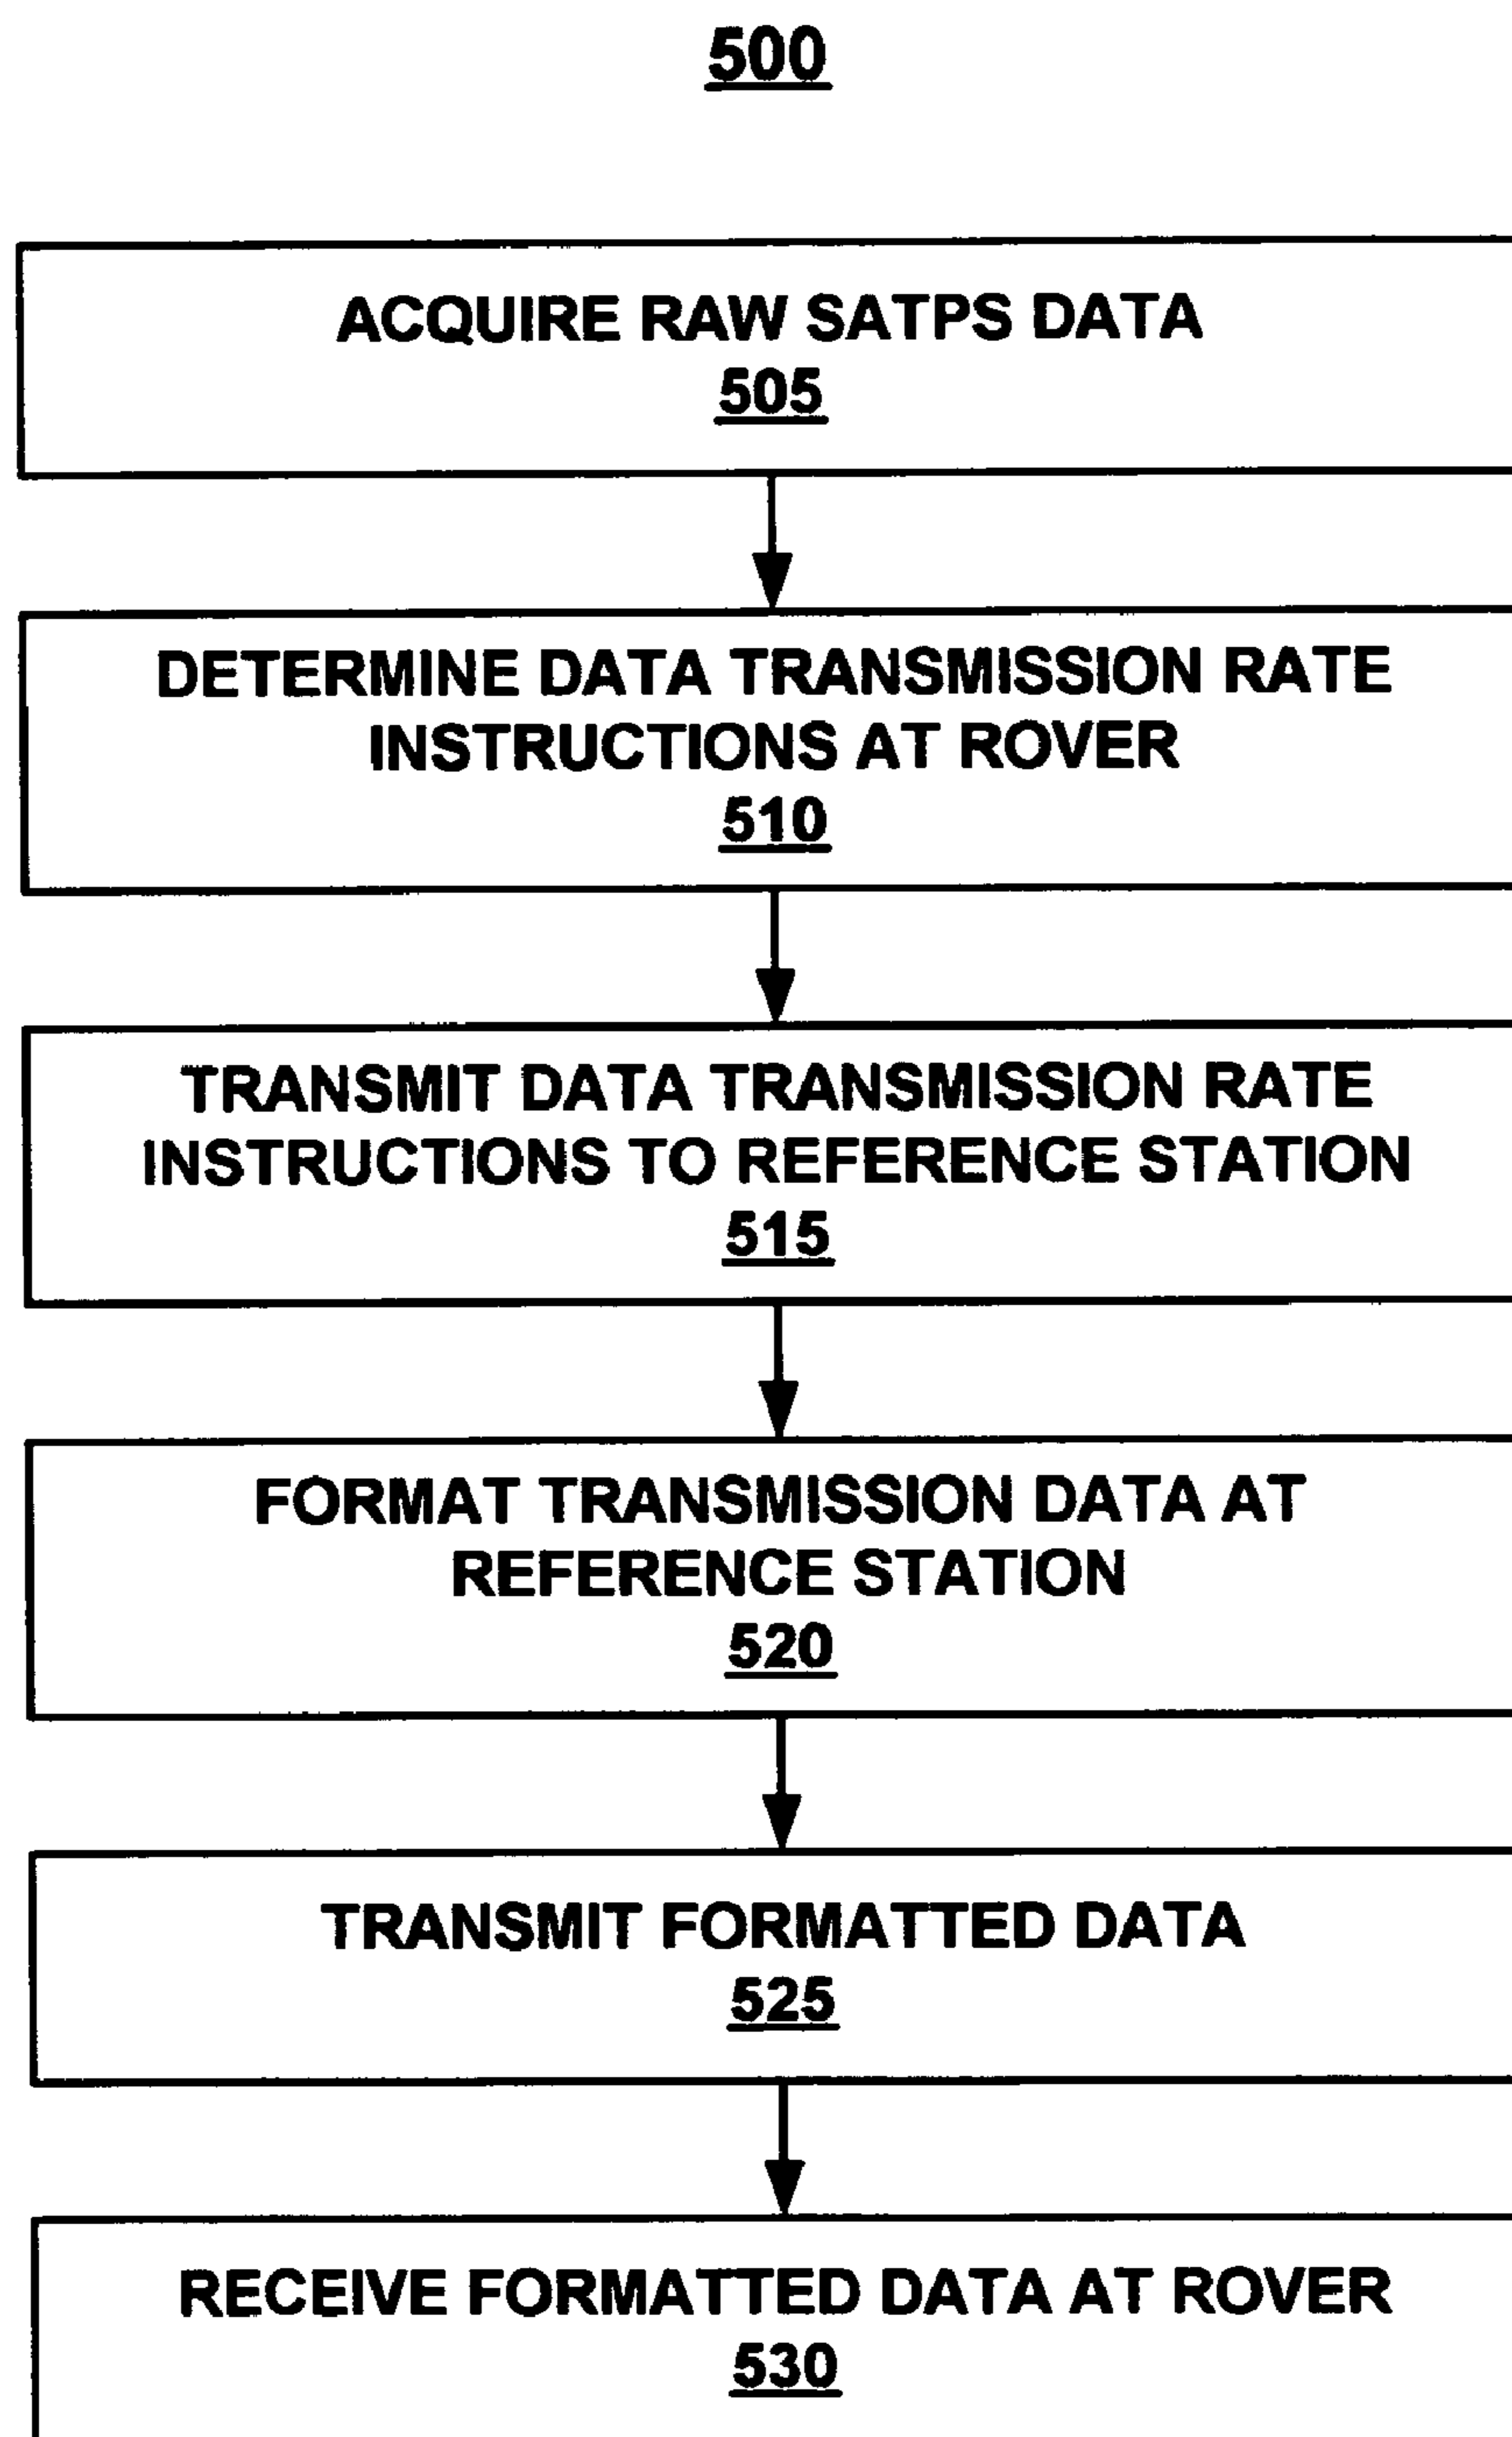 500
ACQUIRE RAW SATPS DATA
505
DETERMINE DATA TRANSMISSION RATE
INSTRUCTIONS AT ROVER
510
TRANSMIT DATA TRANSMISSION RATE
INSTRUCTIONS TO REFERENCE STATION
515
FORMAT TRANSMISSION DATA AT
REFERENCE STATION
520
TRANSMIT FORMATTED DATA
525
RECEIVE FORMATTED DATA AT ROVER
530